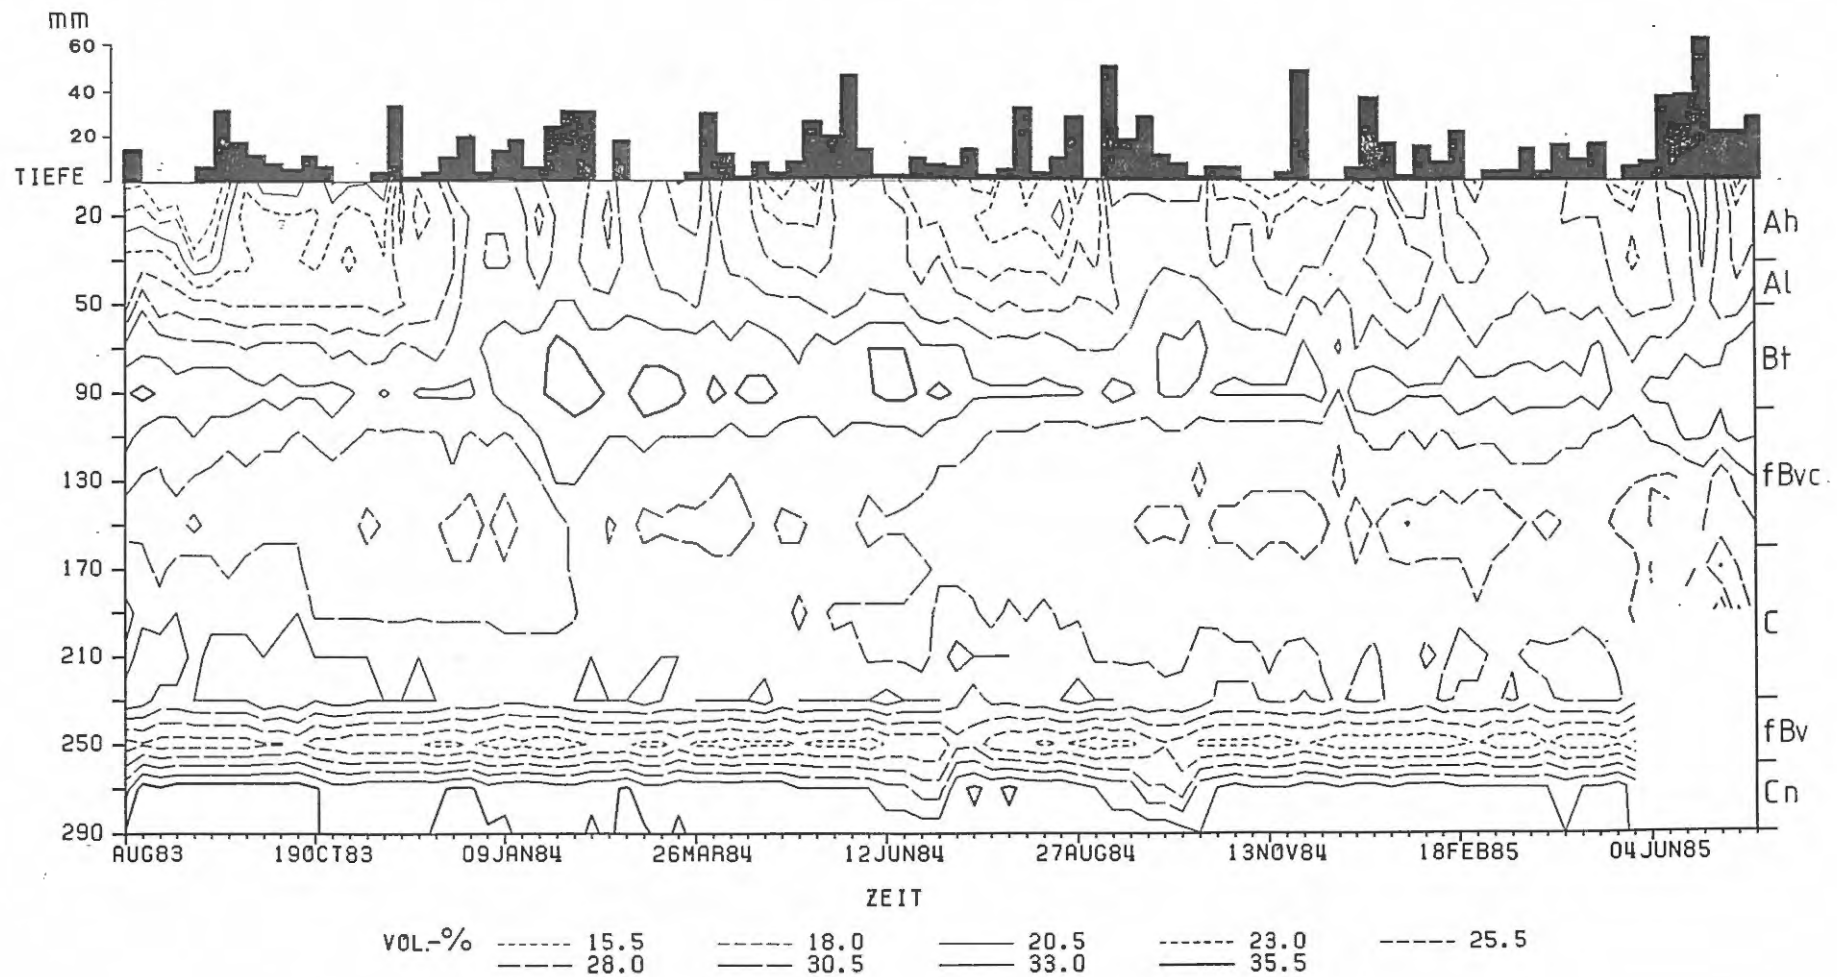 mm
60
40
20
TIEFE
20
50
90
130
170
210
250
290
Ah
Al
Bt
fBvc
C
fBv
Cn
AUG83 19OCT83 09JAN84 26MAR84 12JUN84 27AUG84 13NOV84 18FEB85 04JUN85
ZEIT
VOL.-% 15.5 18.0 20.5 23.0 25.5
28.0 30.5 33.0 35.5